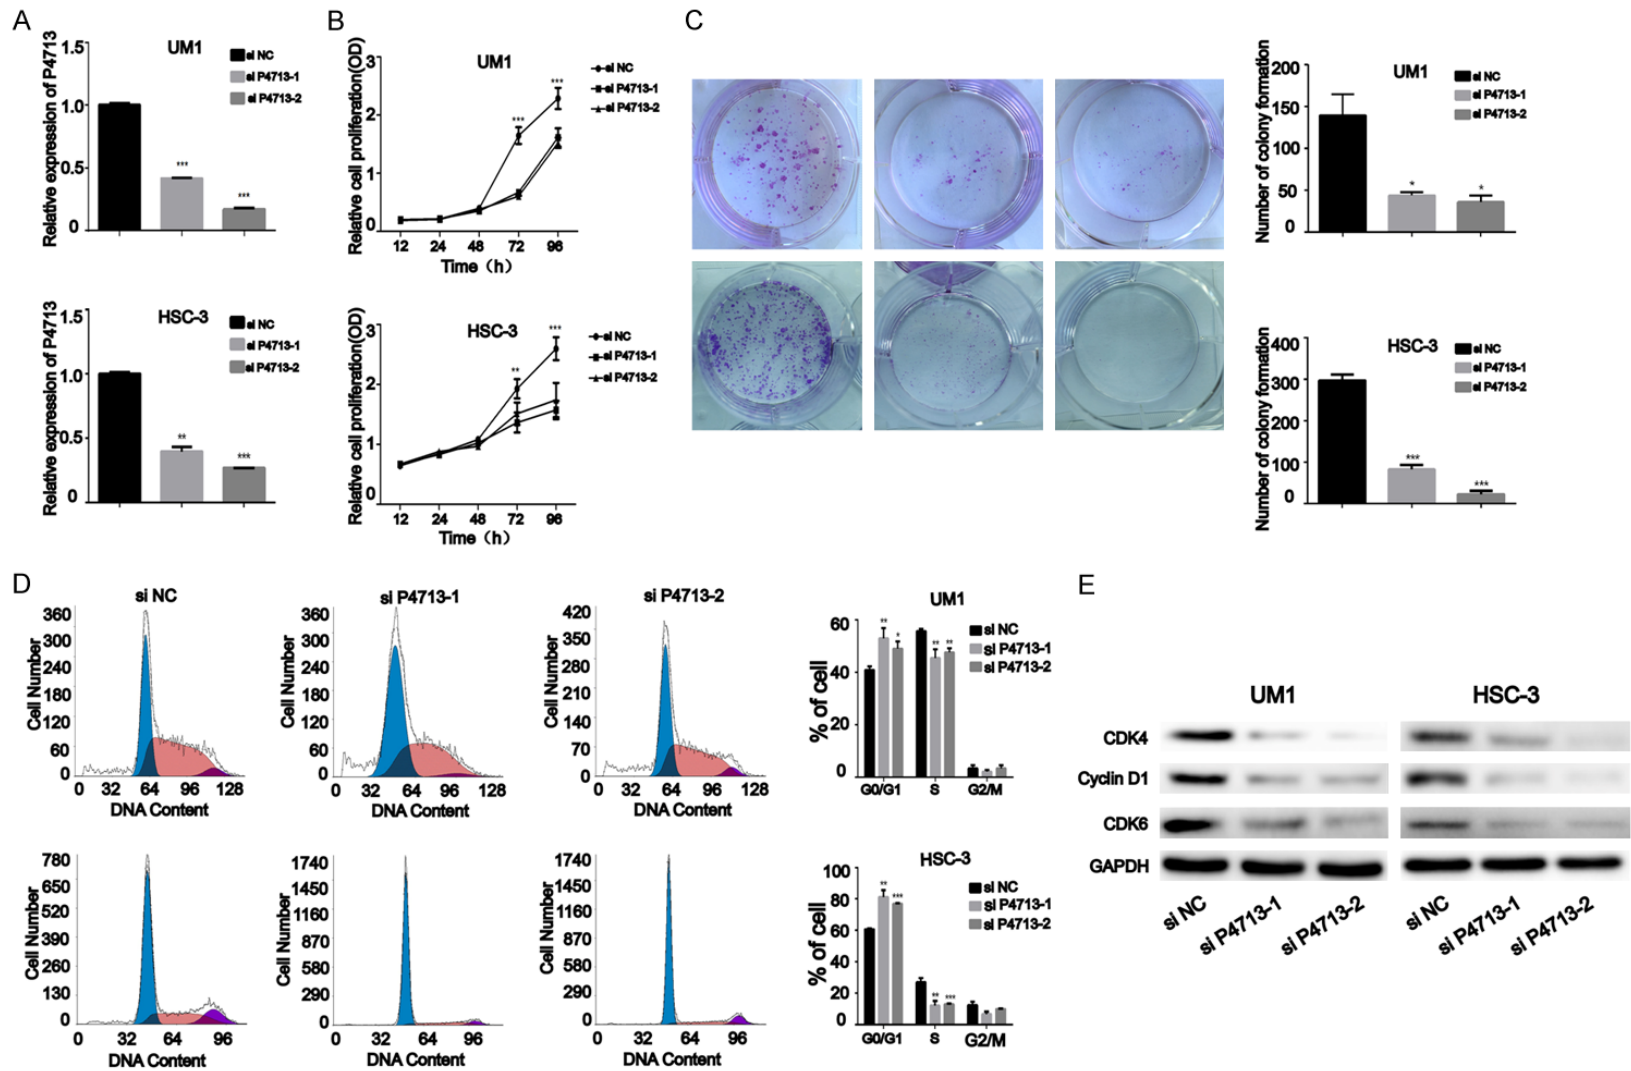 A
Relative expression of P4713
1.5
1.0
0.5
0
UM1
si NC
si P4713-1
si P4713-2
***
***
Relative expression of P4713
1.5
1.0
0.5
0
HSC-3
si NC
si P4713-1
si P4713-2
**
***
B
Relative cell proliferation(OD)
3
2
1
0
UM1
si NC
si P4713-1
si P4713-2
***
***
12 24 48 72 96
Time (h)
Relative cell proliferation(OD)
3
2
1
0
HSC-3
si NC
si P4713-1
si P4713-2
**
***
12 24 48 72 96
Time (h)
C
Number of colony formation
200
150
100
50
0
UM1
si NC
si P4713-1
si P4713-2
*
*
Number of colony formation
400
300
200
100
0
HSC-3
si NC
si P4713-1
si P4713-2
***
***
D
si NC
Cell Number
360
300
240
180
120
60
0
0 32 64 96 128
DNA Content
si P4713-1
Cell Number
360
300
240
180
120
60
0
0 32 64 96 128
DNA Content
si P4713-2
Cell Number
420
350
280
210
140
70
0
0 32 64 96 128
DNA Content
UM1
% of cell
60
40
20
0
si NC
si P4713-1
si P4713-2
** *
** **
G0/G1 S G2/M
Cell Number
780
650
520
390
260
130
0
0 32 64 96
DNA Content
Cell Number
1740
1450
1160
870
580
290
0
0 32 64 96
DNA Content
Cell Number
1740
1450
1160
870
580
290
0
0 32 64 96
DNA Content
HSC-3
% of cell
100
80
60
40
20
0
si NC
si P4713-1
si P4713-2
** ***
** ***
G0/G1 S G2/M
E
UM1 HSC-3
CDK4
Cyclin D1
CDK6
GAPDH
si NC si P4713-1 si P4713-2 si NC si P4713-1 si P4713-2